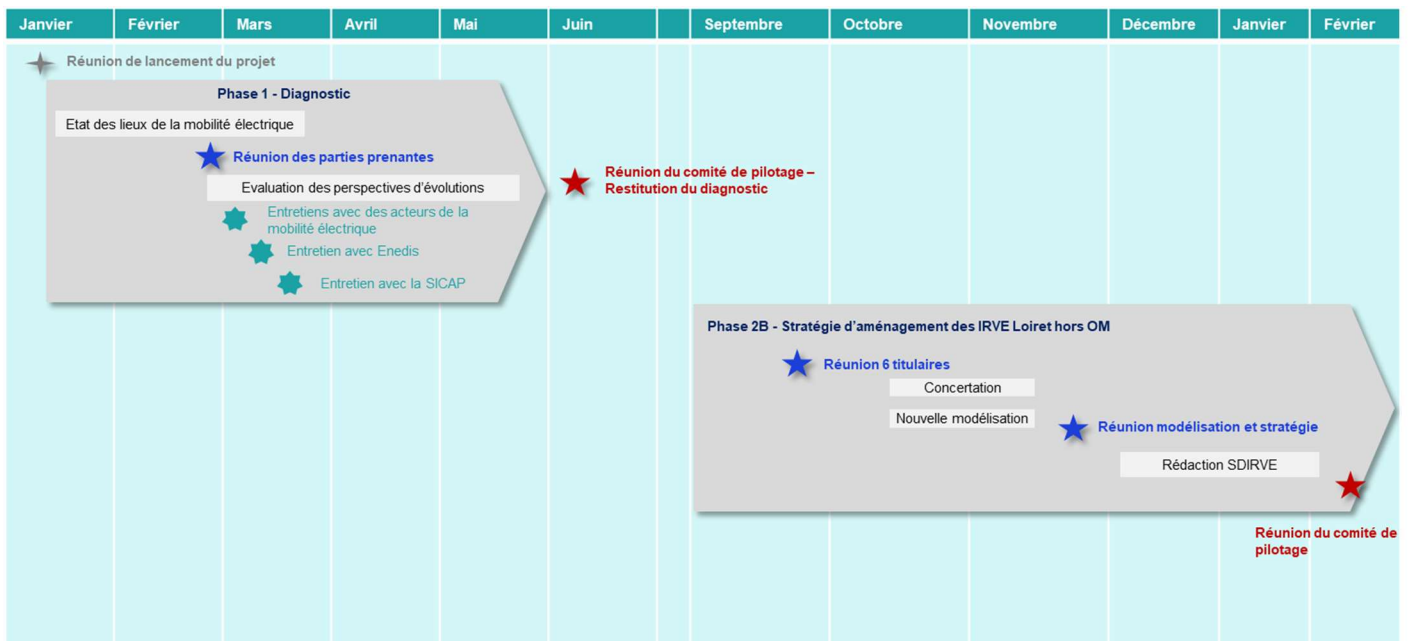 Janvier
Février
Mars
Avril
Mai
Juin
Septembre
Octobre
Novembre
Décembre
Janvier
Février
Réunion de lancement du projet
Phase 1 - Diagnostic
Etat des lieux de la mobilité électrique
Réunion des parties prenantes
Evaluation des perspectives d'évolutions
Entretiens avec des acteurs de la
mobilité électrique
Entretien avec Enedis
Entretien avec la SICAP
Réunion du comité de pilotage –
Restitution du diagnostic
Phase 2B - Stratégie d'aménagement des IRVE Loiret hors OM
Réunion 6 titulaires
Concertation
Nouvelle modélisation
Réunion modélisation et stratégie
Rédaction SDIRVE
Réunion du comité de
pilotage